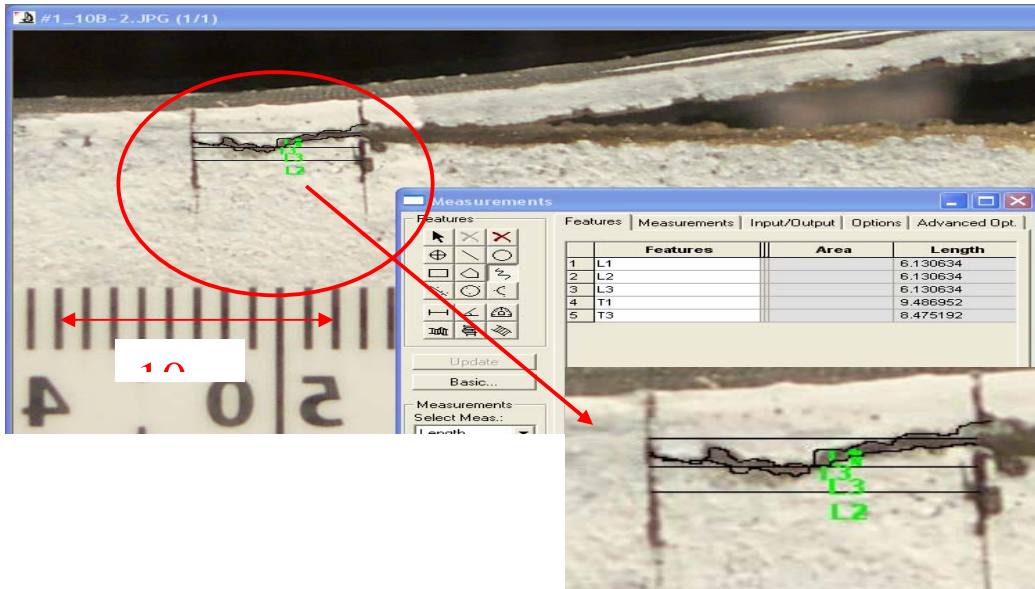 #1_10B-2.JPG (1/1)
L3
L2
Measurements
Features
Features Measurements Input/Output Options Advanced Opt.
Features Area Length
1 L1 6.130634
2 L2 6.130634
3 L3 6.130634
4 T1 9.486952
5 T3 8.475192
Update
Basic...
Measurements
Select Meas.:
Length
10
4 0 5
L3
L3
L2